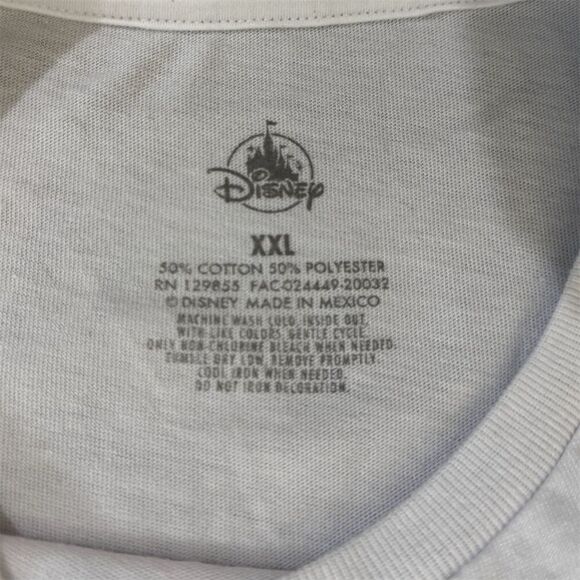 Disney
XXL
50% COTTON 50% POLYESTER
RN 129855 FAC-024449-20032
© DISNEY MADE IN MEXICO
MACHINE WASH COLD, INSIDE OUT,
WITH LIKE COLORS, GENTLE CYCLE.
ONLY NON-CHLORINE BLEACH WHEN NEEDED.
TUMBLE DRY LOW, REMOVE PROMPTLY.
COOL IRON WHEN NEEDED.
DO NOT IRON DECORATION.